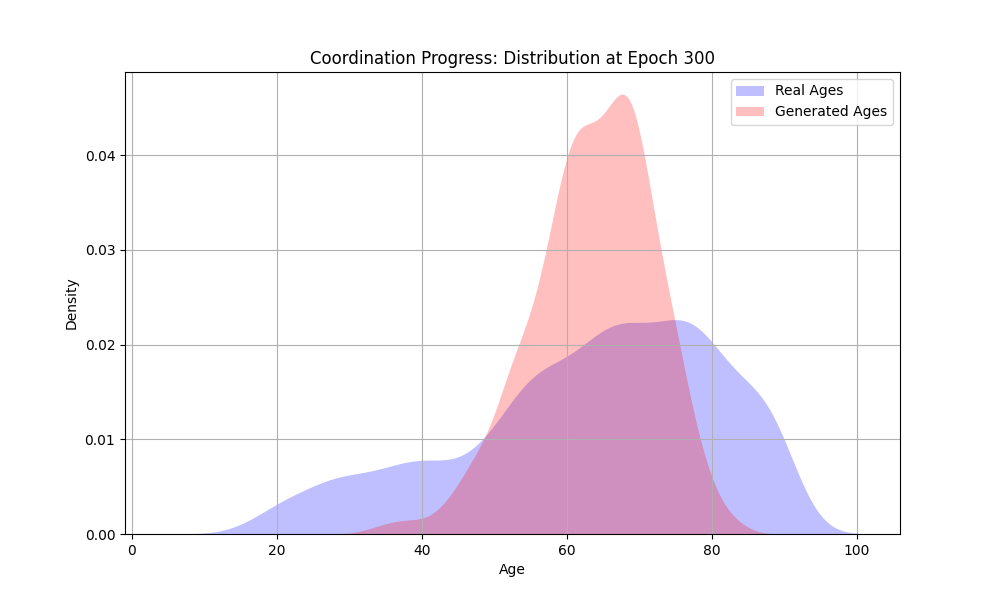 Coordination Progress: Distribution at Epoch 300
Real Ages
Generated Ages
Density
0.04
0.03
0.02
0.01
0.00
0 20 40 60 80 100
Age